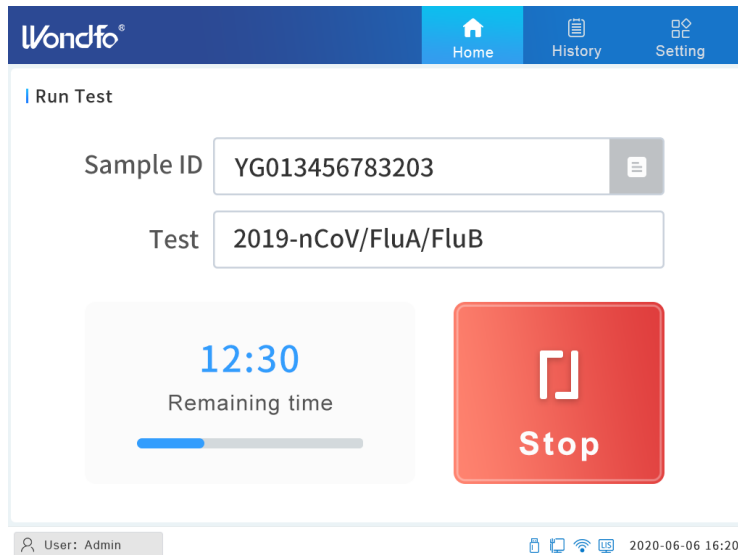 Wondfo®
Home
History
Setting
Run Test
Sample ID
YG013456783203
Test
2019-nCoV/FluA/FluB
12:30
Remaining time
Stop
User: Admin
LIS
2020-06-06 16:20